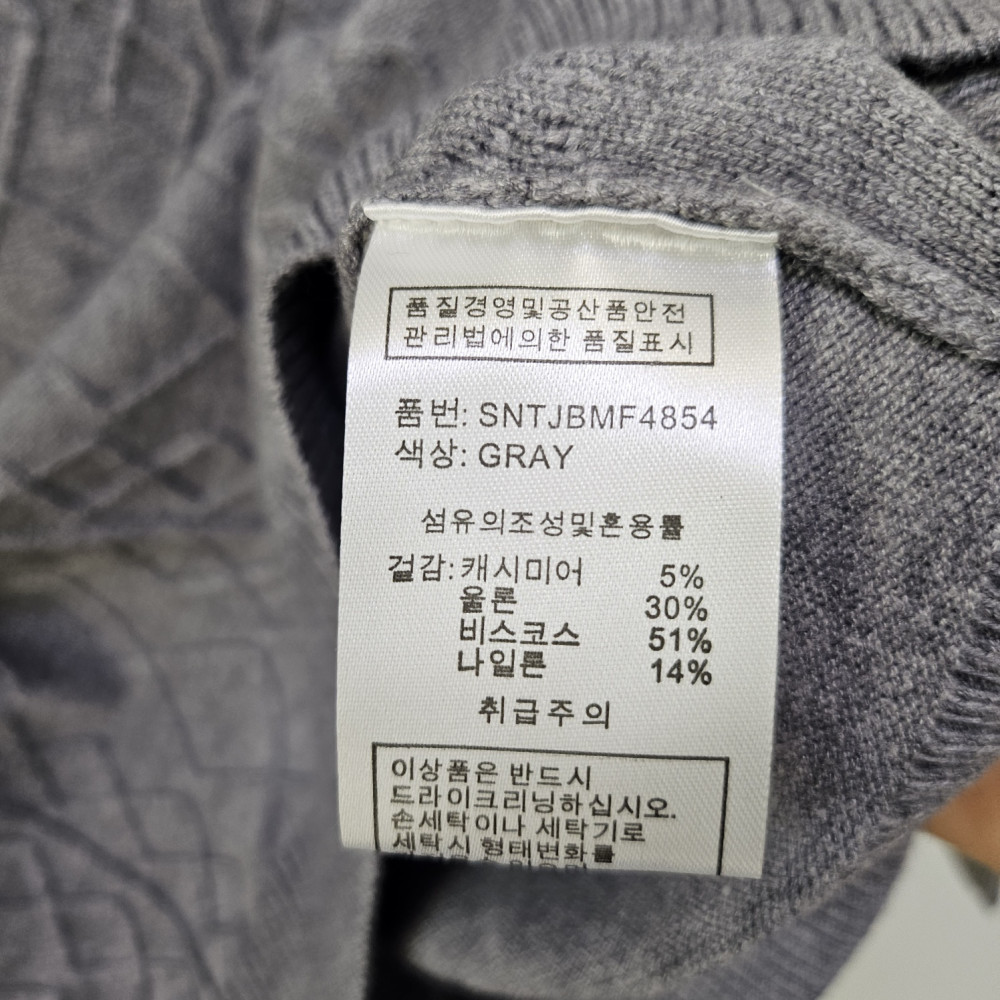 품질경영및공산품안전
관리법에의한 품질표시
품번: SNTJBMF4854
색상: GRAY
섬유의조성및혼용률
겉감: 캐시미어 5%
울론 30%
비스코스 51%
나일론 14%
취급주의
이상품은 반드시
드라이크리닝하십시오.
손세탁이나 세탁기로
세탁시 형태변화를